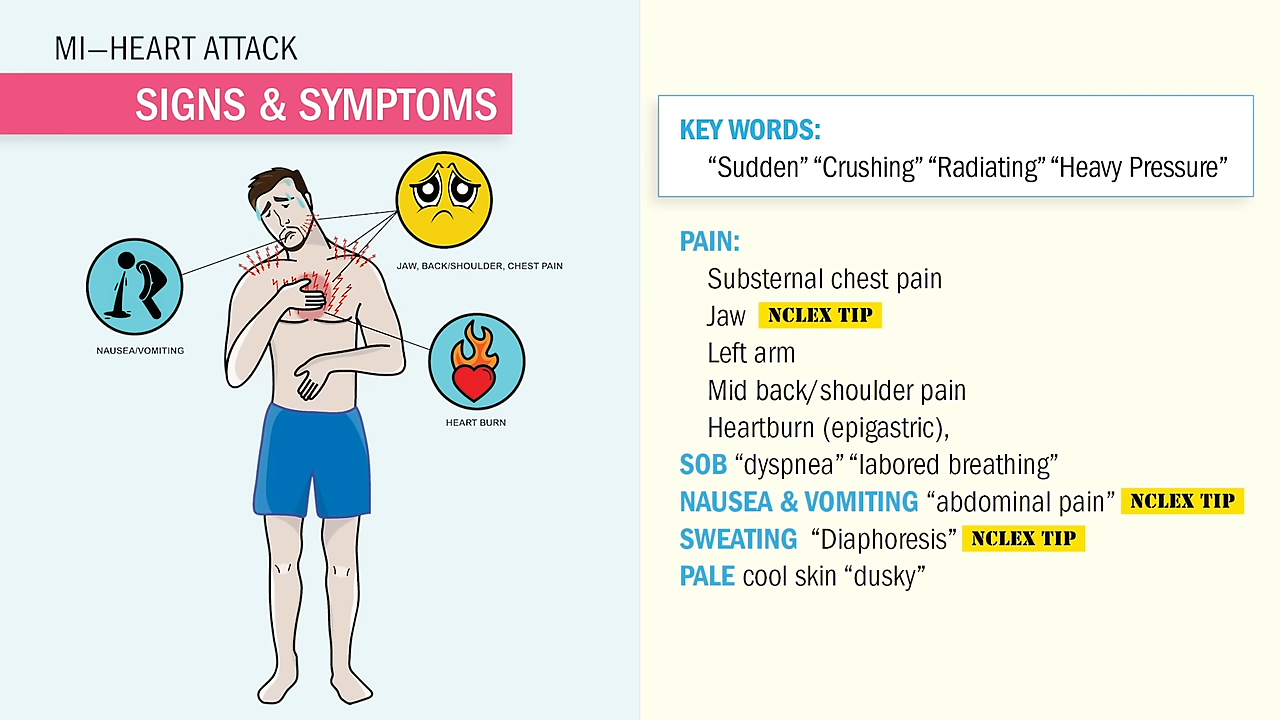 MI—HEART ATTACK
SIGNS & SYMPTOMS
JAW, BACK/SHOULDER, CHEST PAIN
NAUSEA/VOMITING
HEART BURN
KEY WORDS:
“Sudden” “Crushing” “Radiating” “Heavy Pressure”
PAIN:
Substernal chest pain
Jaw NCLEX TIP
Left arm
Mid back/shoulder pain
Heartburn (epigastric),
SOB “dyspnea” “labored breathing”
NAUSEA & VOMITING “abdominal pain” NCLEX TIP
SWEATING “Diaphoresis” NCLEX TIP
PALE cool skin “dusky”